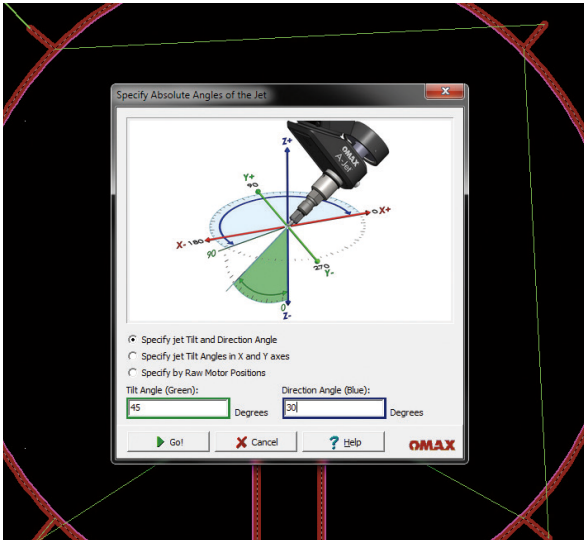 Specify Absolute Angles of the Jet
Z+
OMAX
A-Jet
Y+
90
0 X+
X- 180
90
270
Y-
0
Z-
Specify jet Tilt and Direction Angle
Specify jet Tilt Angles in X and Y axes
Specify by Raw Motor Positions
Tilt Angle (Green): Direction Angle (Blue):
45 Degrees 30 Degrees
Go! Cancel ? Help OMAX